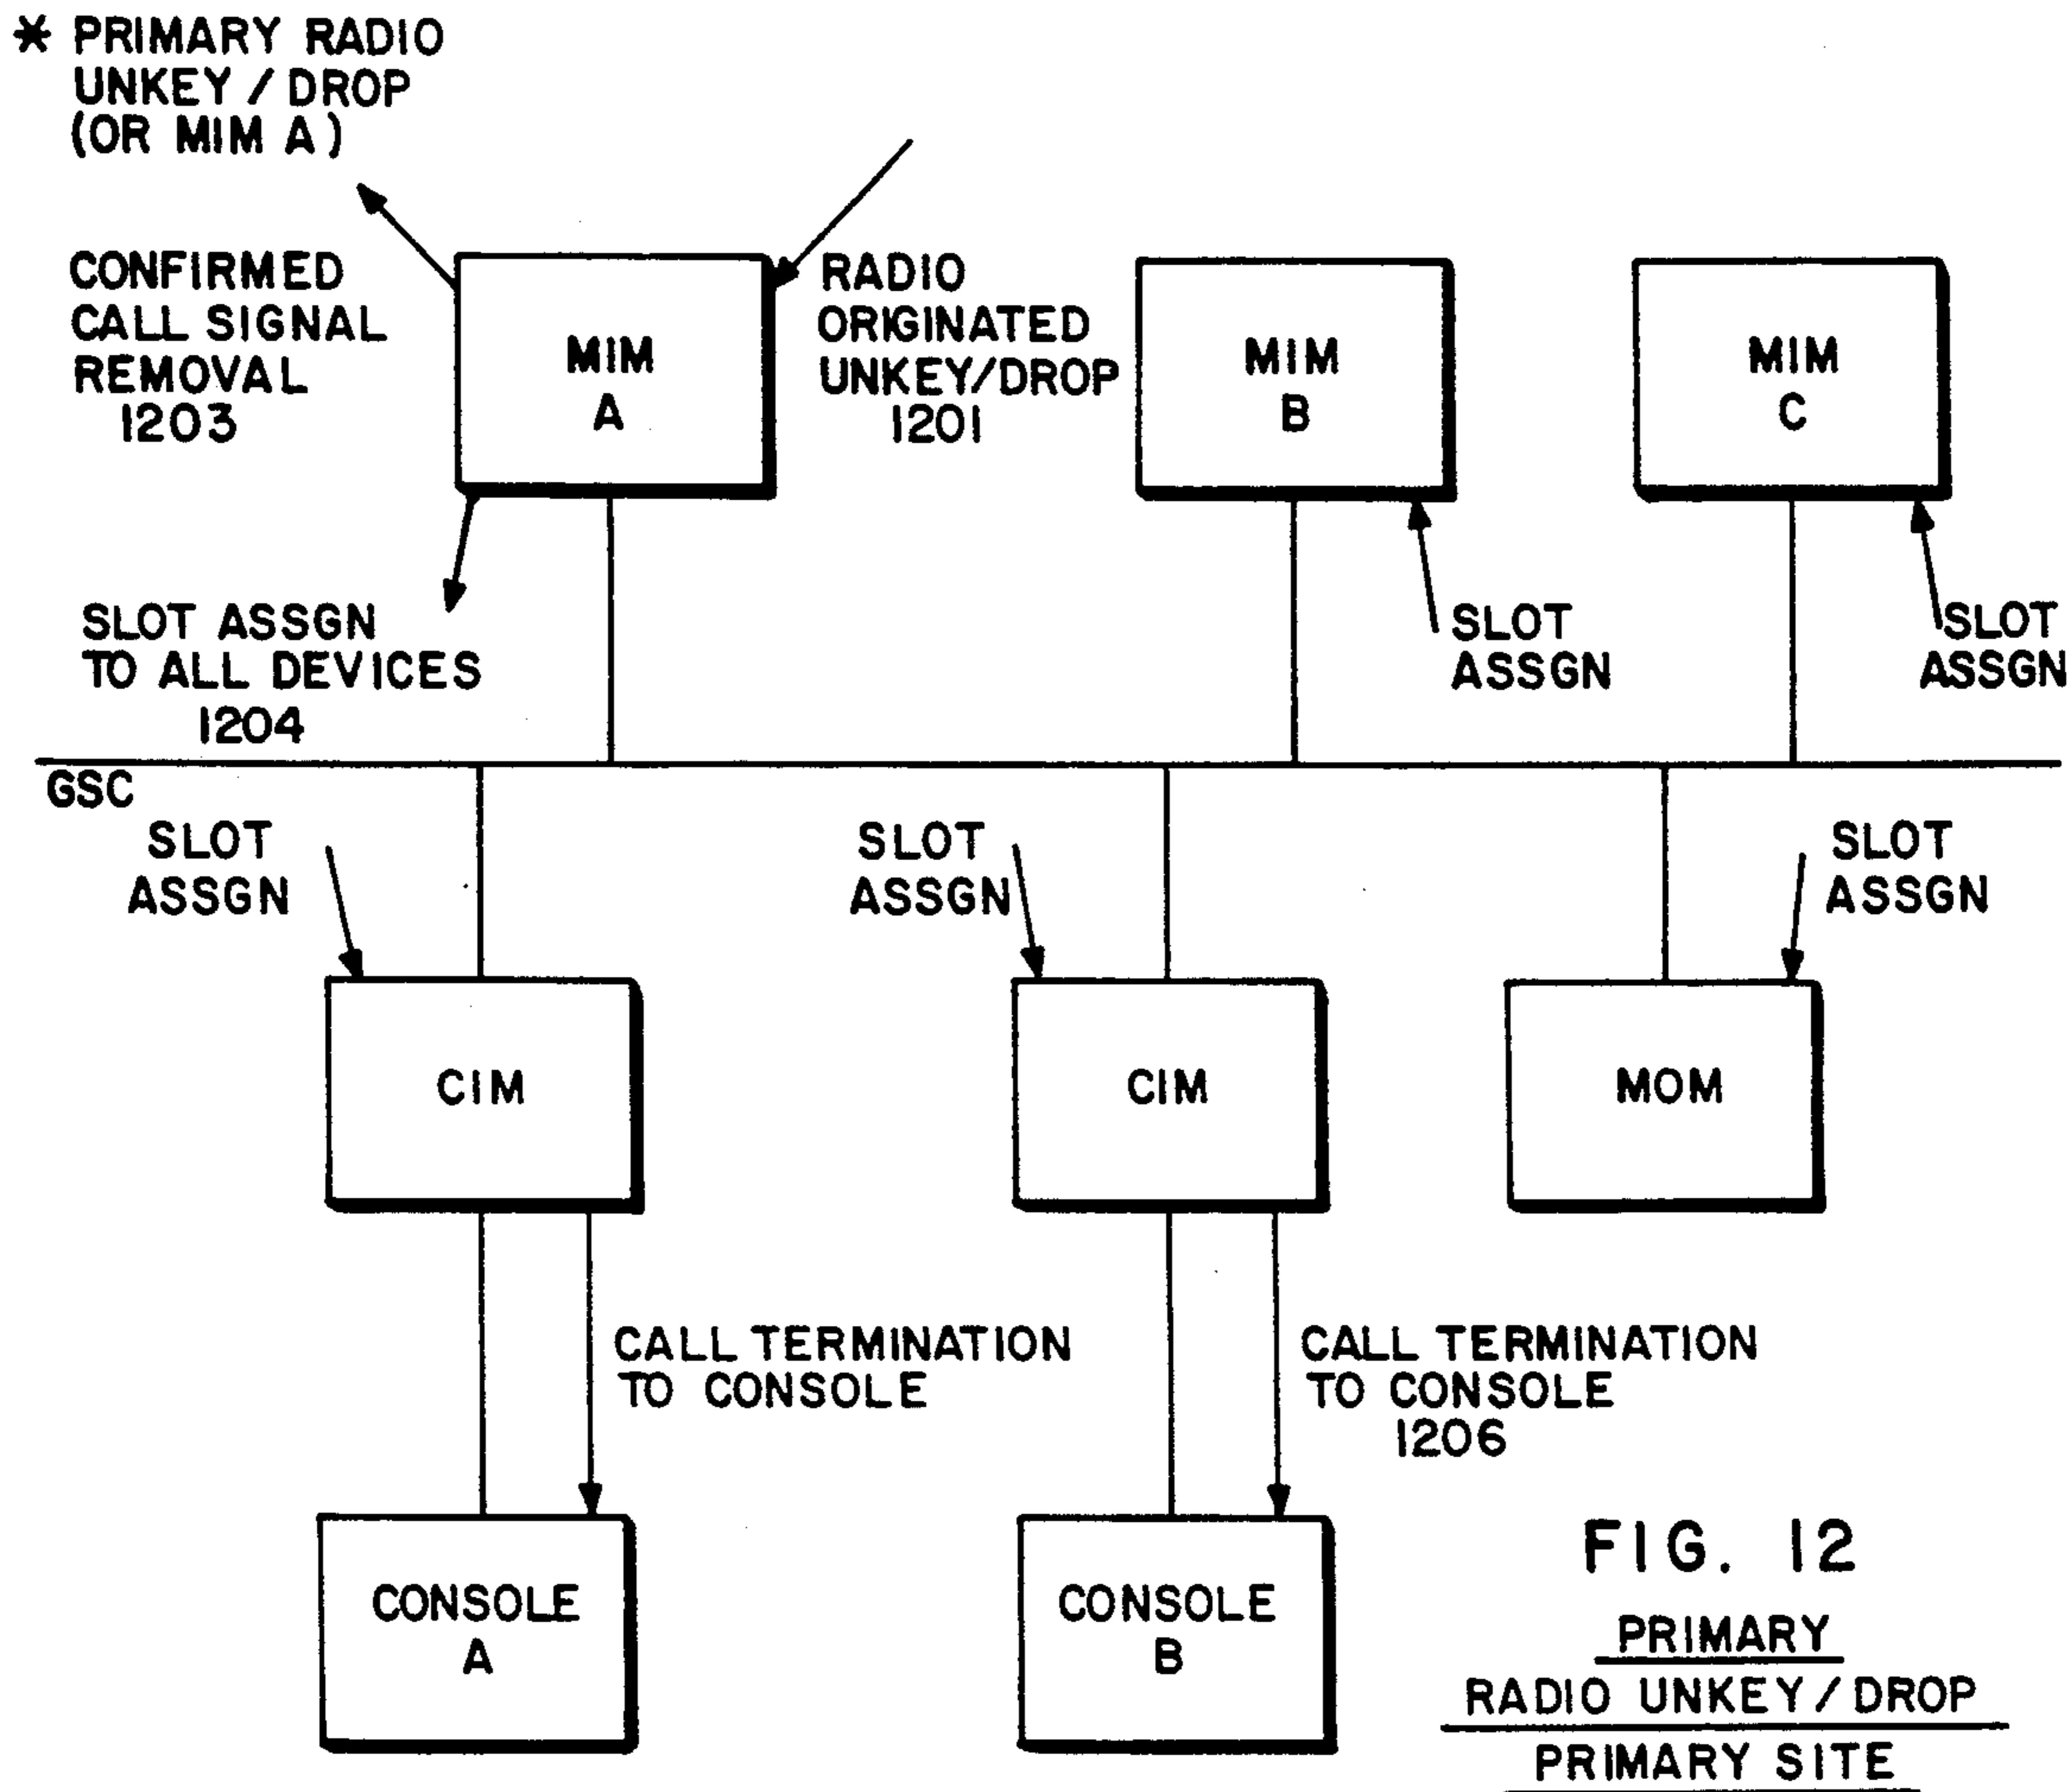 * PRIMARY RADIO
UNKEY / DROP
(OR MIM A)
CONFIRMED
CALL SIGNAL
REMOVAL
1203
MIM
A
RADIO
ORIGINATED
UNKEY/DROP
1201
MIM
B
MIM
C
SLOT ASSGN
TO ALL DEVICES
1204
SLOT
ASSGN
SLOT
ASSGN
GSC
SLOT
ASSGN
SLOT
ASSGN
SLOT
ASSGN
CIM
CIM
MOM
CALL TERMINATION
TO CONSOLE
CALL TERMINATION
TO CONSOLE
1206
CONSOLE
A
CONSOLE
B
FIG. 12
PRIMARY
RADIO UNKEY/DROP
PRIMARY SITE